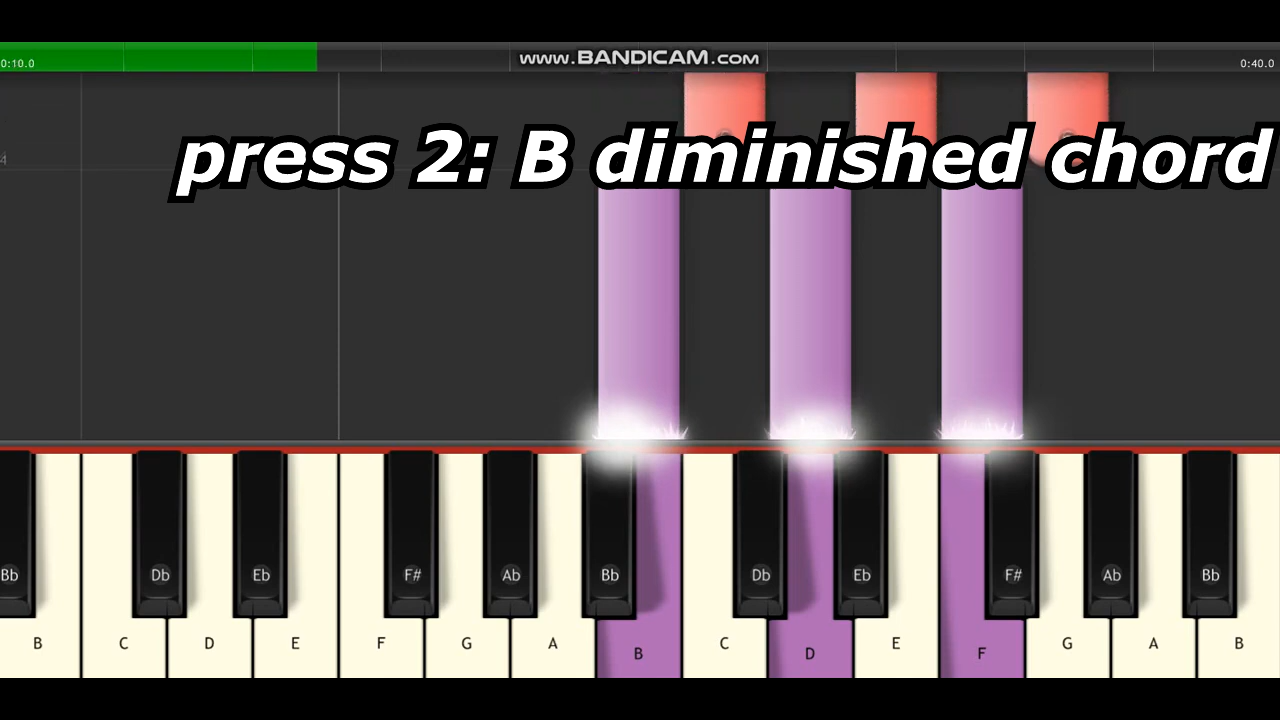 www.BANDICAM.com
0:10.0 0:40.0
press 2: B diminished chord
4
Bb Db Eb F# Ab Bb Db Eb F# Ab Bb
B C D E F G A B C D E F G A B